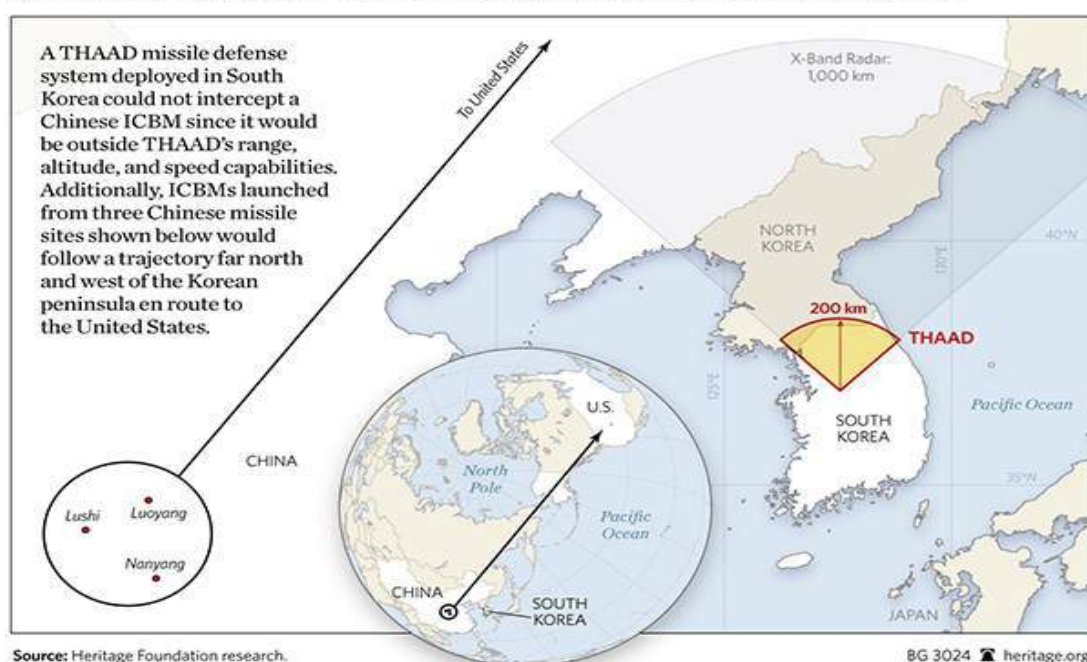 A THAAD missile defense
system deployed in South
Korea could not intercept a
Chinese ICBM since it would
be outside THAAD's range,
altitude, and speed capabilities.
Additionally, ICBMs launched
from three Chinese missile
sites shown below would
follow a trajectory far north
and west of the Korean
peninsula en route to
the United States.
To United States
X-Band Radar:
1,000 km
NORTH
KOREA
40°N
130°E
200 km
THAAD
125°E
Pacific Ocean
SOUTH
KOREA
35°N
JAPAN
CHINA
Lushi
Luoyang
Nanyang
U.S.
North
Pole
Pacific
Ocean
CHINA
SOUTH
KOREA
Source: Heritage Foundation research.
BG 3024 heritage.org